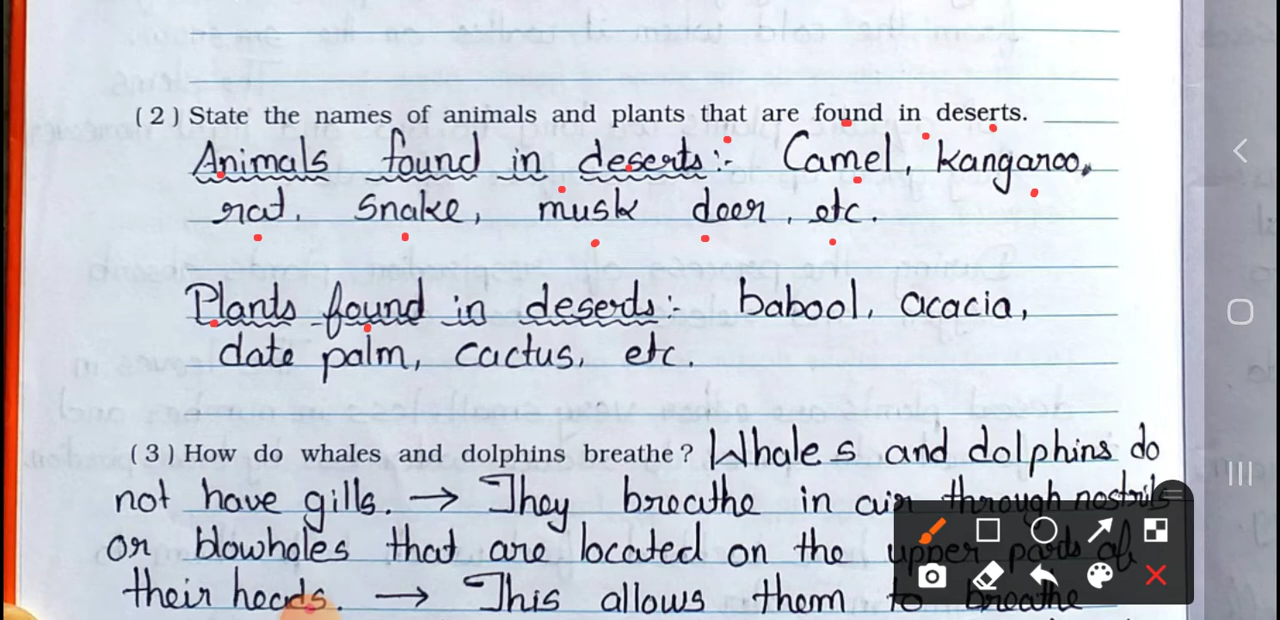 (2) State the names of animals and plants that are found in deserts.
Animals found in deserts:- Camel, Kangaroo,
rat, Snake, musk deer, etc.
Plants found in deserts:- babool, acacia,
date palm, cactus, etc.
(3) How do whales and dolphins breathe? Whales and dolphins do
not have gills. → They breathe in air through nostrils
or blowholes that are located on the upper parts of
their heads. → This allows them to breathe